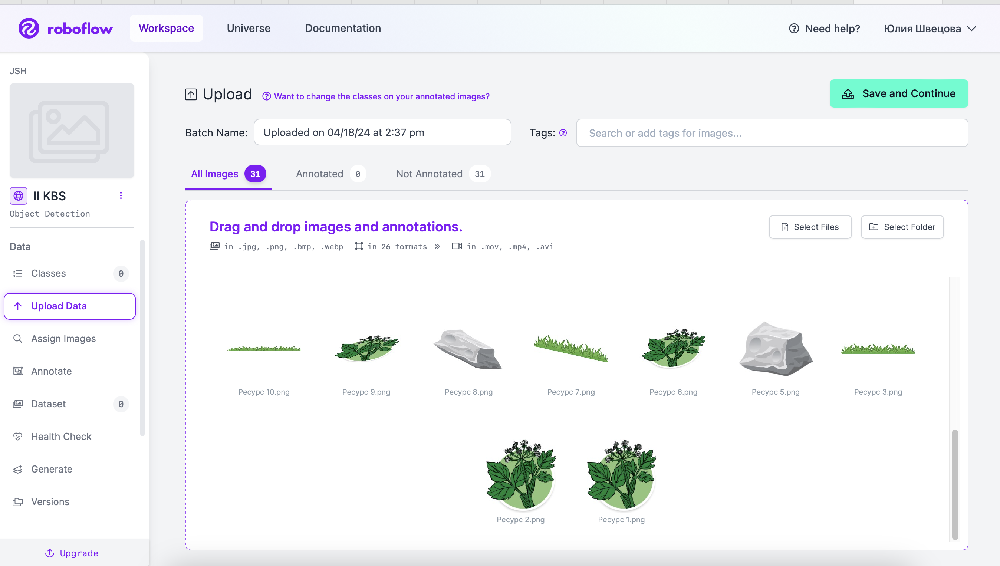 roboflow
Workspace
Universe
Documentation
Need help?
Юлия Швецова
JSH
II KBS
Object Detection
Data
Classes 0
Upload Data
Assign Images
Annotate
Dataset 0
Health Check
Generate
Versions
Upgrade
Upload
Want to change the classes on your annotated images?
Save and Continue
Batch Name: Uploaded on 04/18/24 at 2:37 pm
Tags: Search or add tags for images...
All Images 31
Annotated 0
Not Annotated 31
Drag and drop images and annotations.
in .jpg, .png, .bmp, .webp in 26 formats » in .mov, .mp4, .avi
Select Files
Select Folder
Ресурс 10.png
Ресурс 9.png
Ресурс 8.png
Ресурс 7.png
Ресурс 6.png
Ресурс 5.png
Ресурс 3.png
Ресурс 2.png
Ресурс 1.png